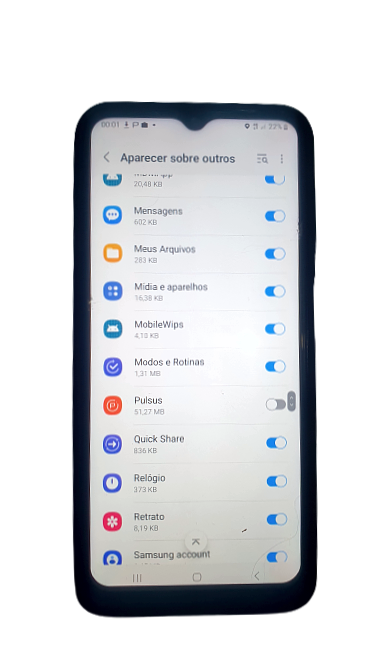 00:01
33%
Aparecer sobre outros
20,48 KB
Mensagens
602 KB
Meus Arquivos
283 KB
Mídia e aparelhos
16,38 KB
MobileWips
4,10 KB
Modos e Rotinas
1,31 MB
Pulsus
51,27 MB
Quick Share
836 KB
Relógio
373 KB
Retrato
8,19 KB
Samsung account